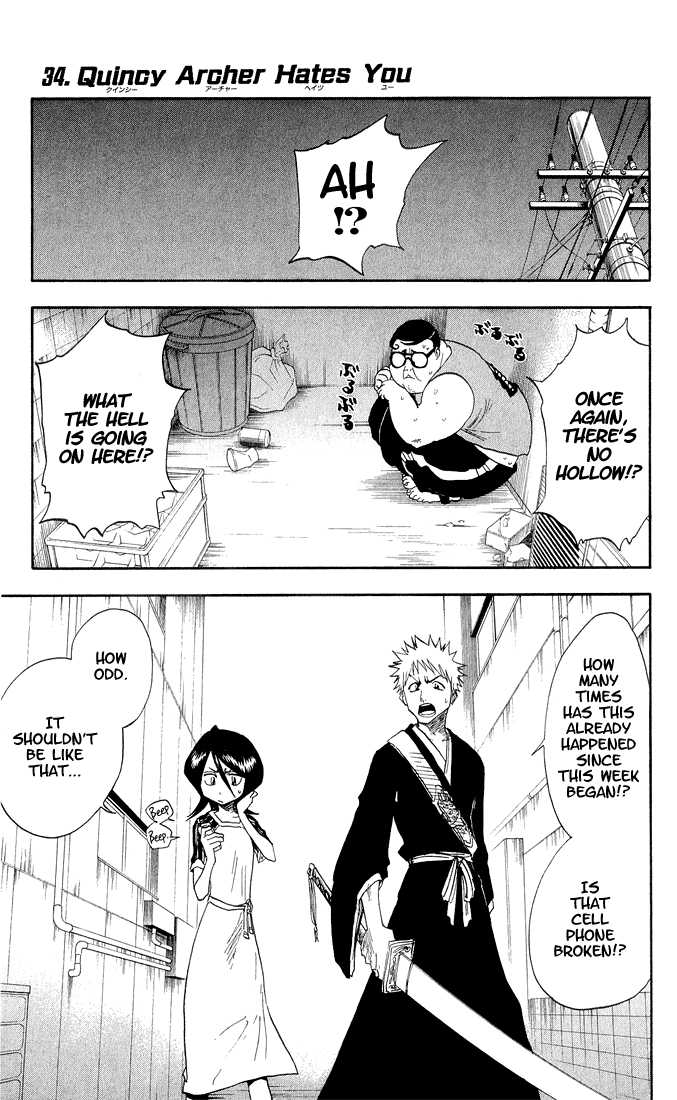 34. Quincy Archer Hates You
クインシー アーチャー ヘイツ ユー
AH
!?
ONCE
AGAIN,
THERE'S
NO
HOLLOW!?
ぶるぶる
ぶるぶる
WHAT
THE HELL
IS GOING
ON HERE!?
HOW
MANY
TIMES
HAS THIS
ALREADY
HAPPENED
SINCE
THIS WEEK
BEGAN!?
IS
THAT
CELL
PHONE
BROKEN!?
HOW
ODD.
IT
SHOULDN'T
BE LIKE
THAT...
Beep
Beep